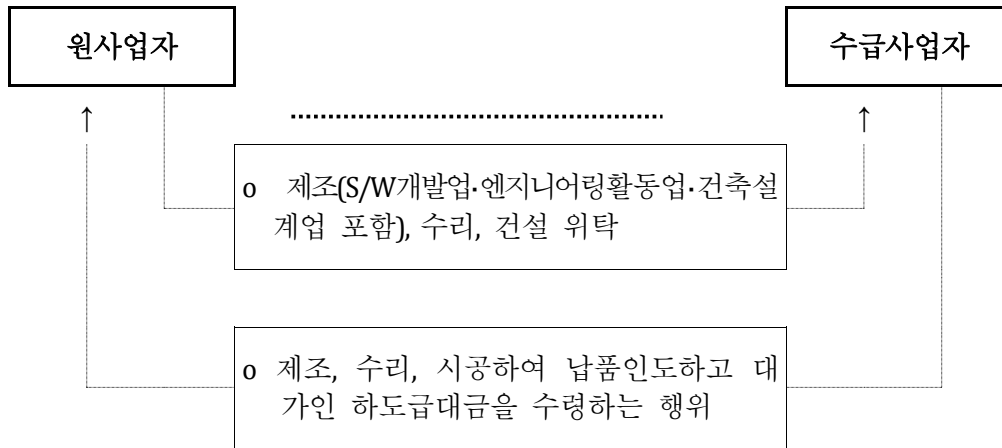 원사업자
수급사업자
↑
↑
o 제조(S/W개발업·엔지니어링활동업·건축설
계업 포함), 수리, 건설 위탁
o 제조, 수리, 시공하여 납품인도하고 대
가인 하도급대금을 수령하는 행위